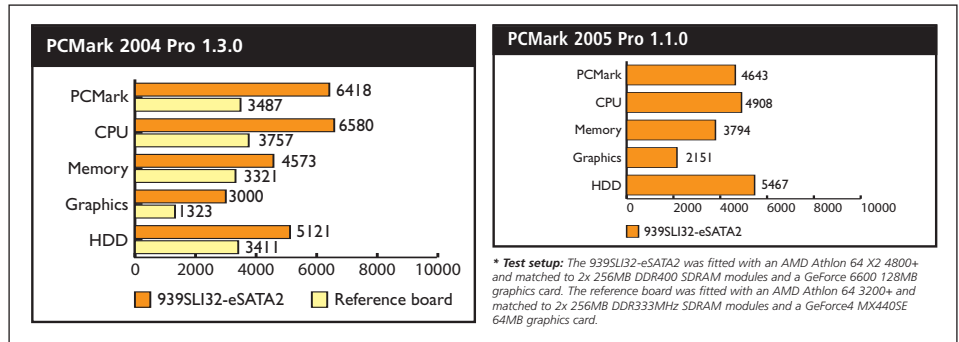 PCMark 2004 Pro 1.3.0
PCMark
6418
3487
CPU
6580
3757
Memory
4573
3321
Graphics
3000
1323
HDD
5121
3411
0 2000 4000 6000 8000 10000
939SLI32-eSATA2 Reference board
PCMark 2005 Pro 1.1.0
PCMark 4643
CPU 4908
Memory 3794
Graphics 2151
HDD 5467
0 2000 4000 6000 8000 10000
939SLI32-eSATA2
* Test setup: The 939SLI32-eSATA2 was fitted with an AMD Athlon 64 X2 4800+
and matched to 2x 256MB DDR400 SDRAM modules and a GeForce 6600 128MB
graphics card. The reference board was fitted with an AMD Athlon 64 3200+ and
matched to 2x 256MB DDR333MHz SDRAM modules and a GeForce4 MX440SE
64MB graphics card.